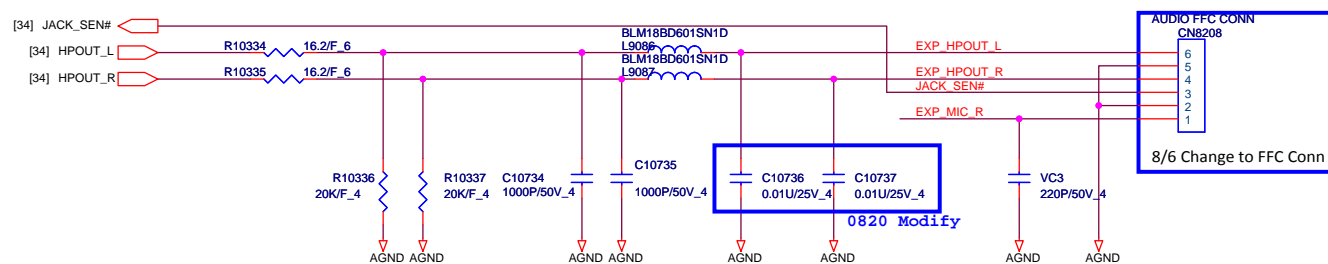 [34] JACK_SEN#
[34] HPOUT_L
[34] HPOUT_R
R10334
16.2/F_6
R10335
16.2/F_6
BLM18BD601SN1D
L9086
BLM18BD601SN1D
L9087
EXP_HPOUT_L
EXP_HPOUT_R
JACK_SEN#
EXP_MIC_R
AUDIO FFC CONN
CN8208
6
5
4
3
2
1
8/6 Change to FFC Conn
R10336
20K/F_4
R10337
20K/F_4
C10734
1000P/50V_4
C10735
1000P/50V_4
C10736
0.01U/25V_4
C10737
0.01U/25V_4
0820 Modify
VC3
220P/50V_4
AGND
AGND
AGND
AGND
AGND
AGND
AGND
AGND